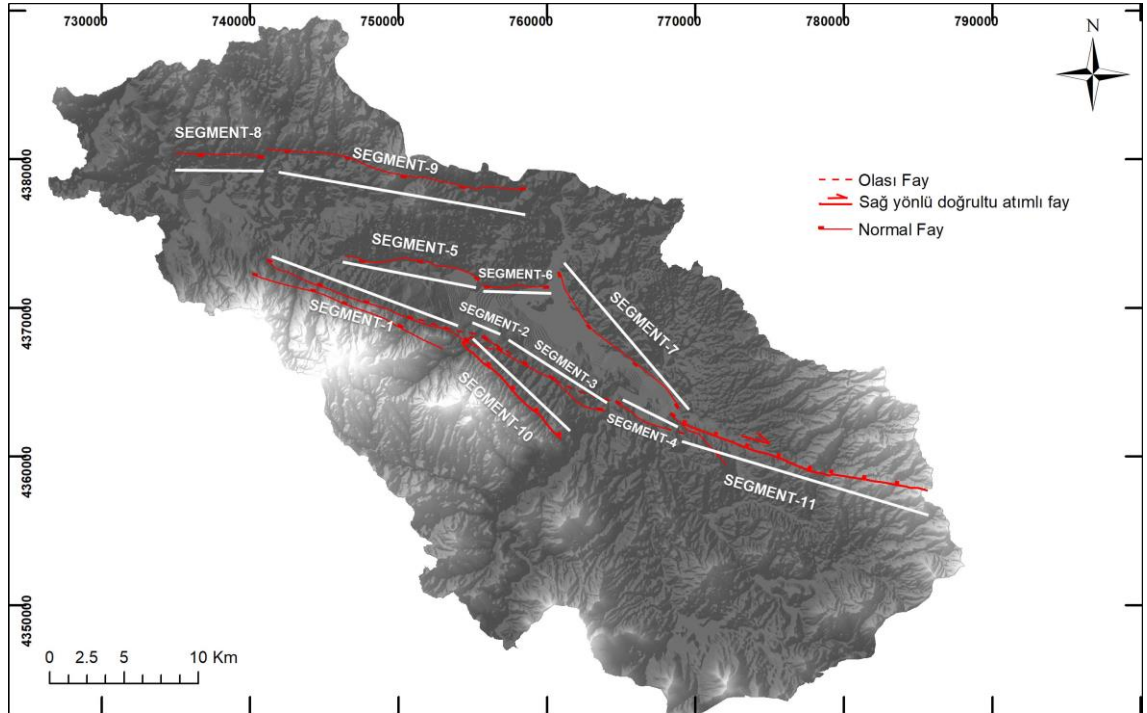 730000 740000 750000 760000 770000 780000 790000
N
4380000
4370000
4360000
4350000
SEGMENT-8
SEGMENT-9
SEGMENT-5
SEGMENT-6
SEGMENT-7
SEGMENT-1
SEGMENT-2
SEGMENT-3
SEGMENT-10
SEGMENT-4
SEGMENT-11
Olası Fay
Sağ yönlü doğrultu atımlı fay
Normal Fay
0 2.5 5 10 Km